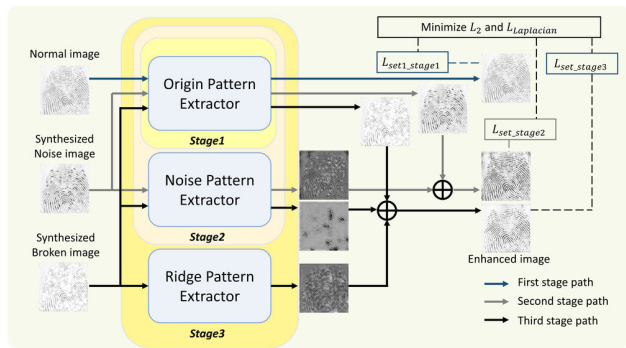 Minimize L2 and LLaplacian
Normal image
Lset1_stage1
Lset_stage3
Origin Pattern
Extractor
Stage1
Synthesized
Noise image
Lset_stage2
Noise Pattern
Extractor
Stage2
Synthesized
Broken image
Enhanced image
Ridge Pattern
Extractor
Stage3
First stage path
Second stage path
Third stage path